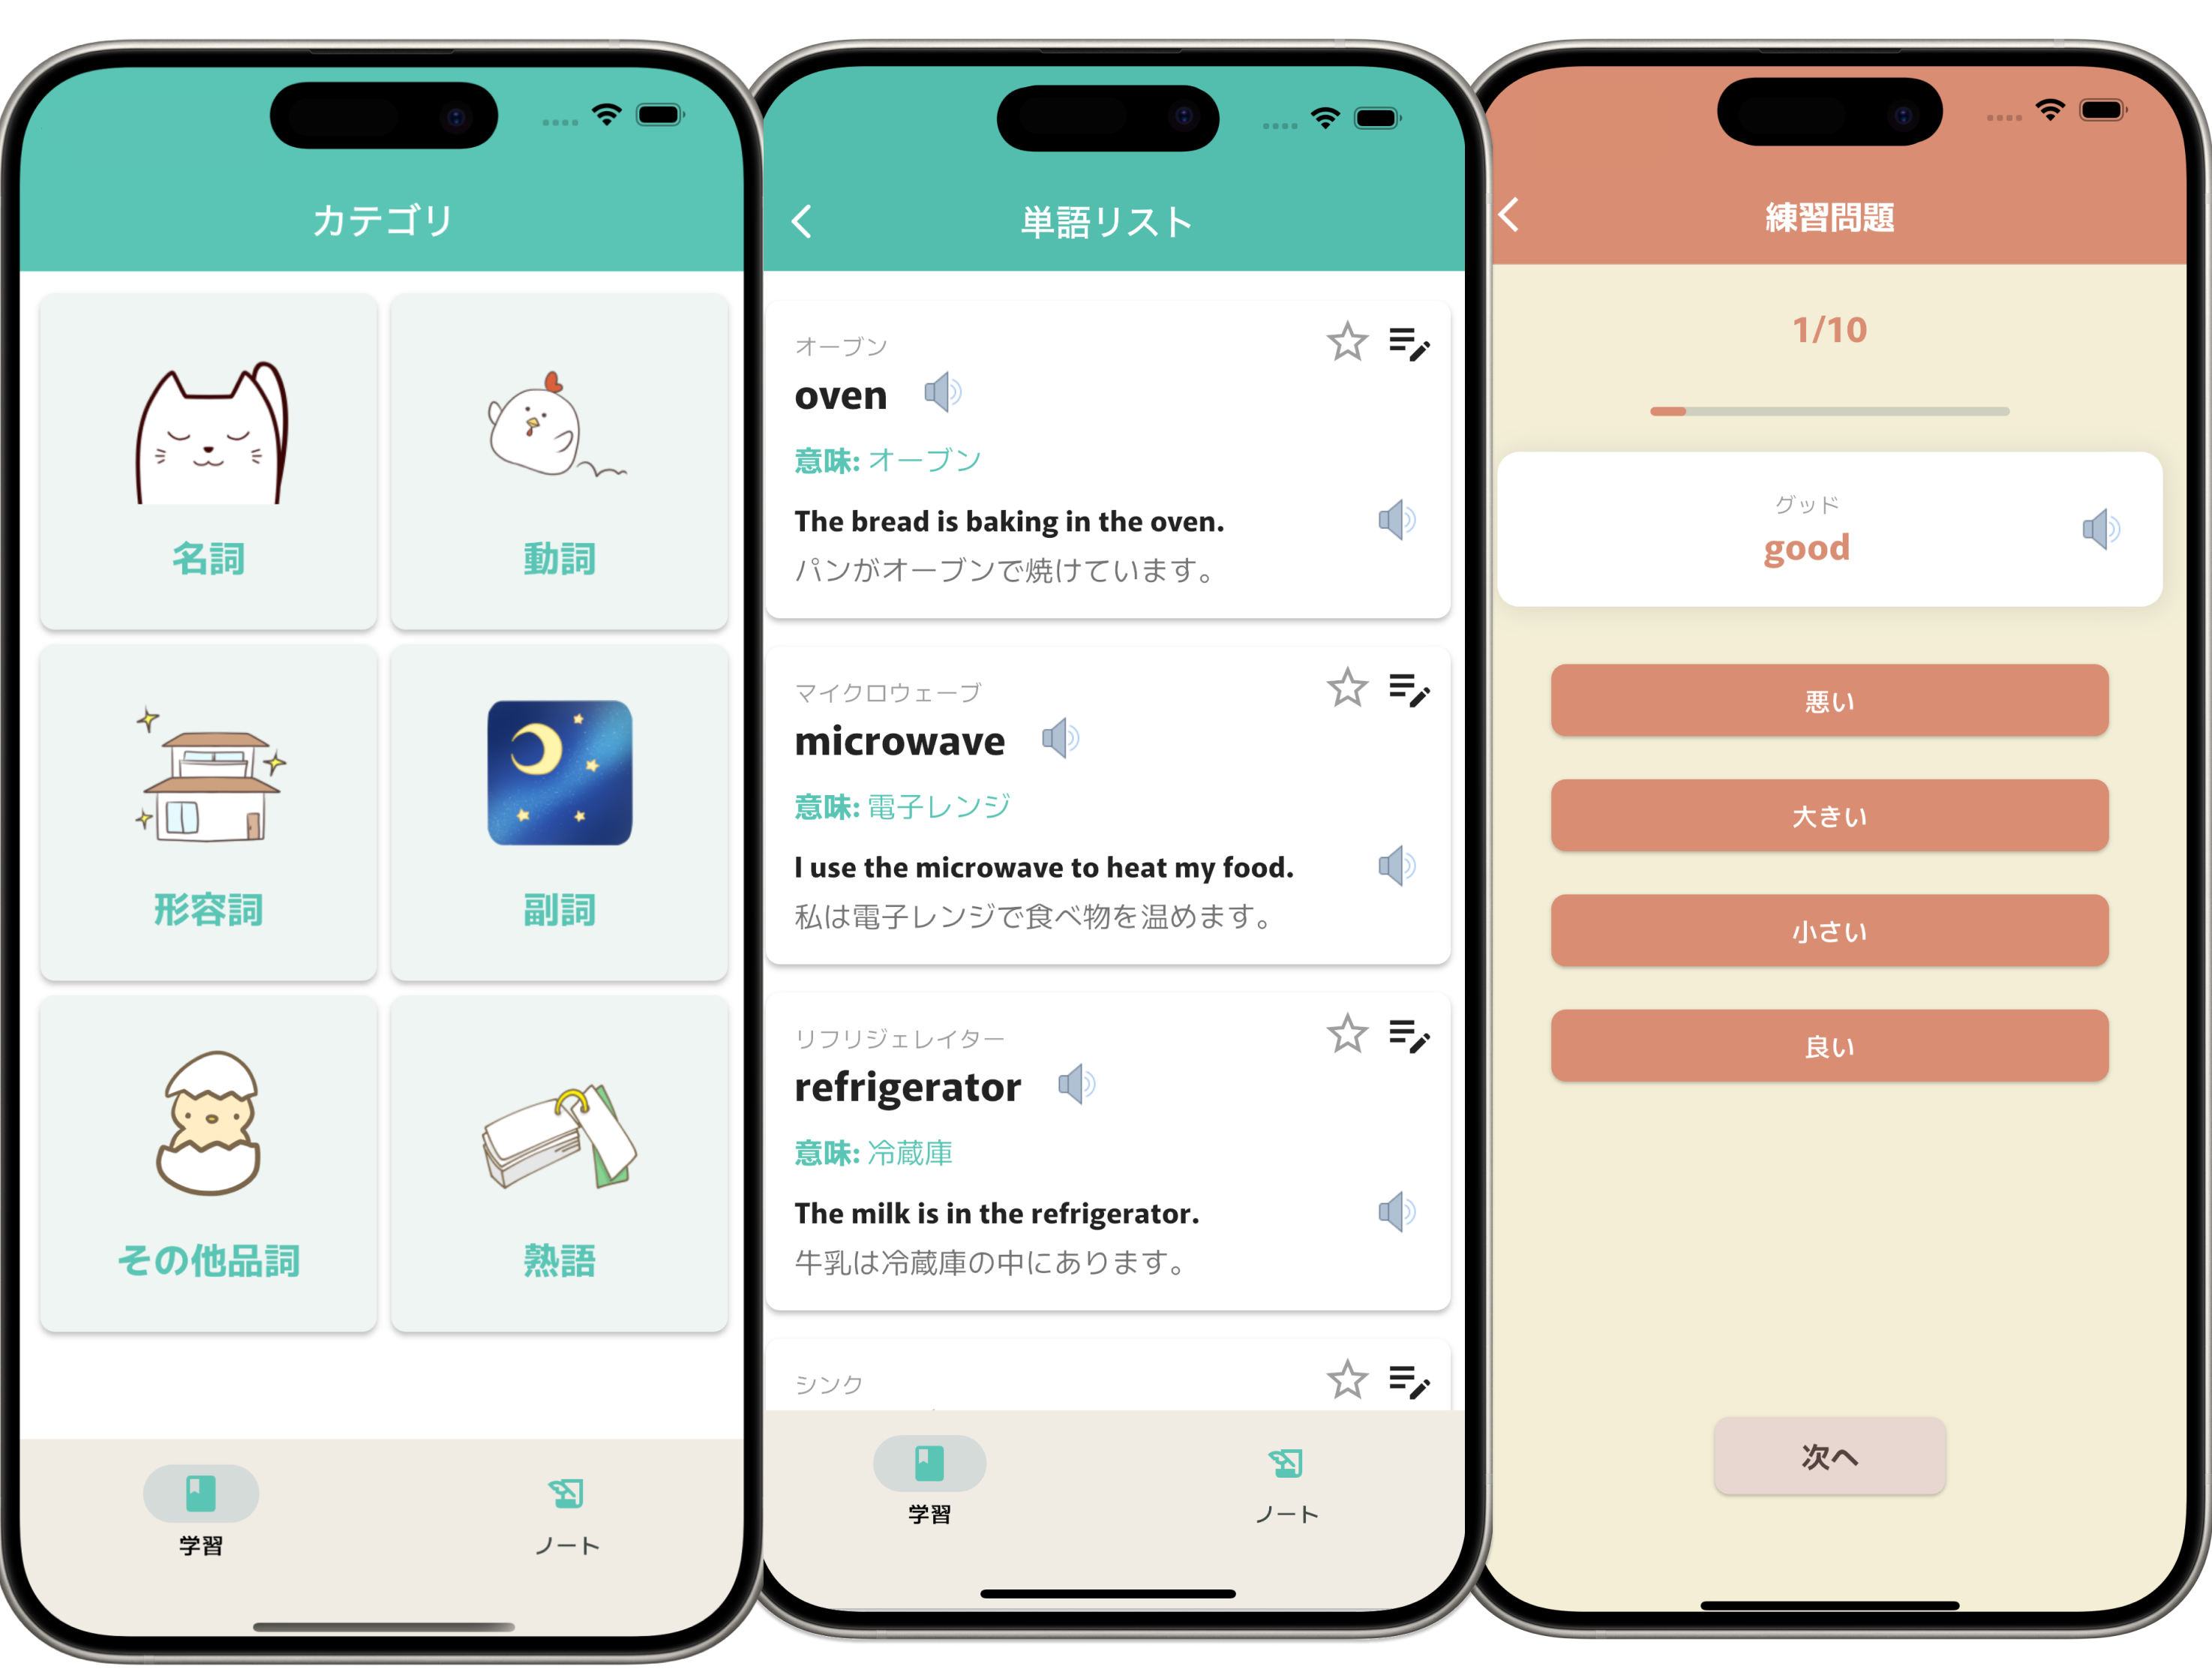 カテゴリ
名詞
動詞
形容詞
副詞
その他品詞
熟語
学習
ノート
単語リスト
オーブン
oven
意味: オーブン
The bread is baking in the oven.
パンがオーブンで焼けています。
マイクロウェーブ
microwave
意味: 電子レンジ
I use the microwave to heat my food.
私は電子レンジで食べ物を温めます。
リフリジェレイター
refrigerator
意味: 冷蔵庫
The milk is in the refrigerator.
牛乳は冷蔵庫の中にあります。
シンク
学習
ノート
練習問題
1/10
グッド
good
悪い
大きい
小さい
良い
次へ